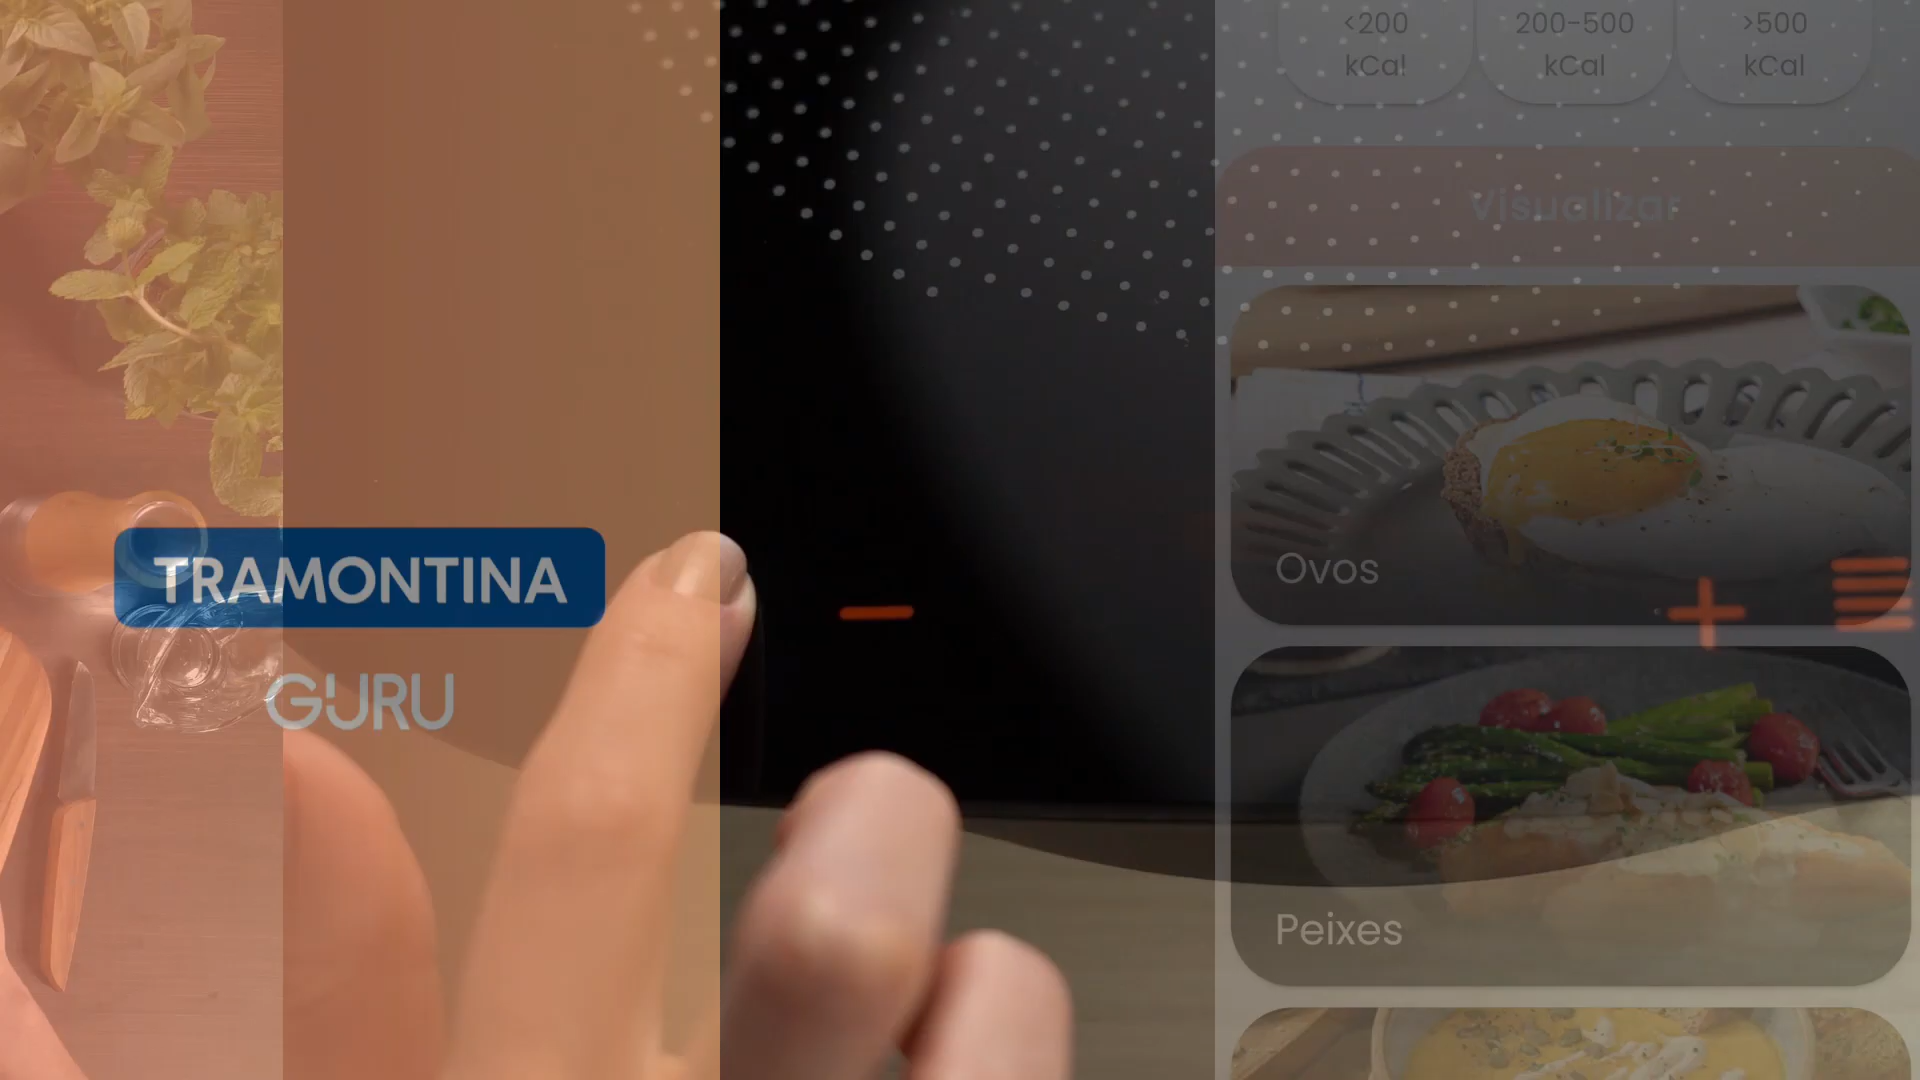 <200
kCal
200-500
kCal
>500
kCal
Visualizar
Ovos
TRAMONTINA
GURU
Peixes